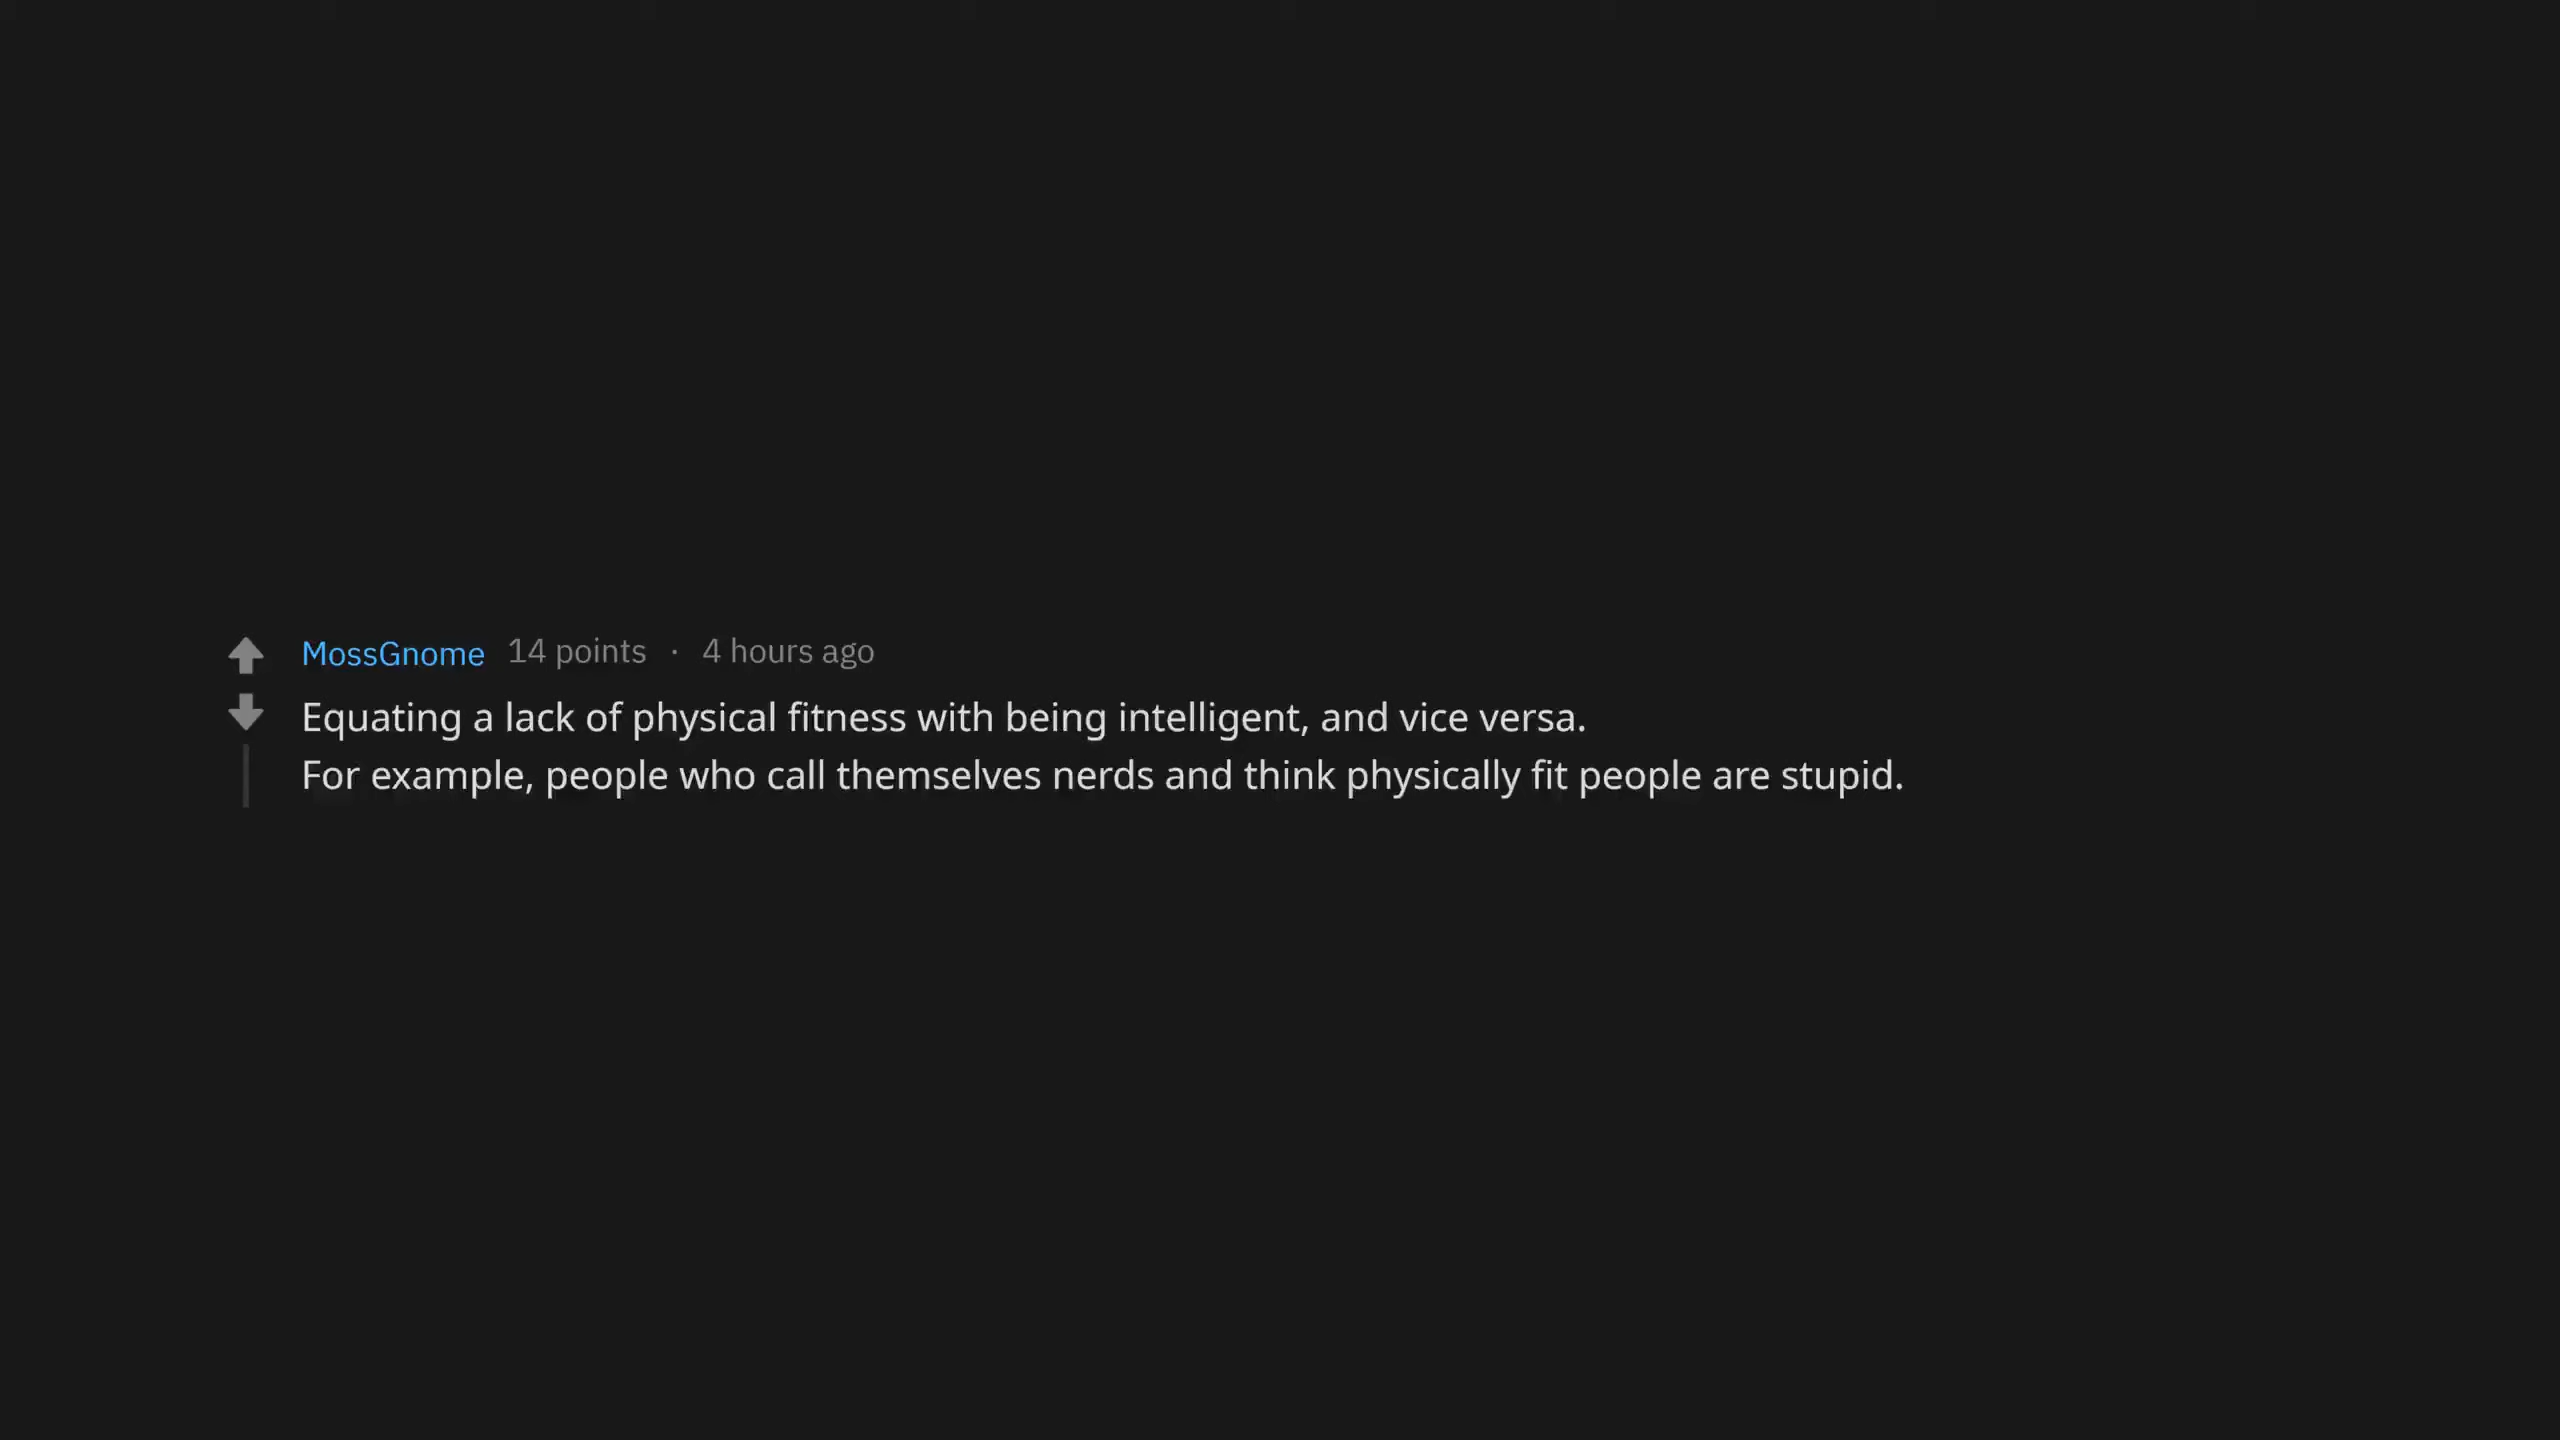 MossGnome 14 points · 4 hours ago
Equating a lack of physical fitness with being intelligent, and vice versa.
For example, people who call themselves nerds and think physically fit people are stupid.